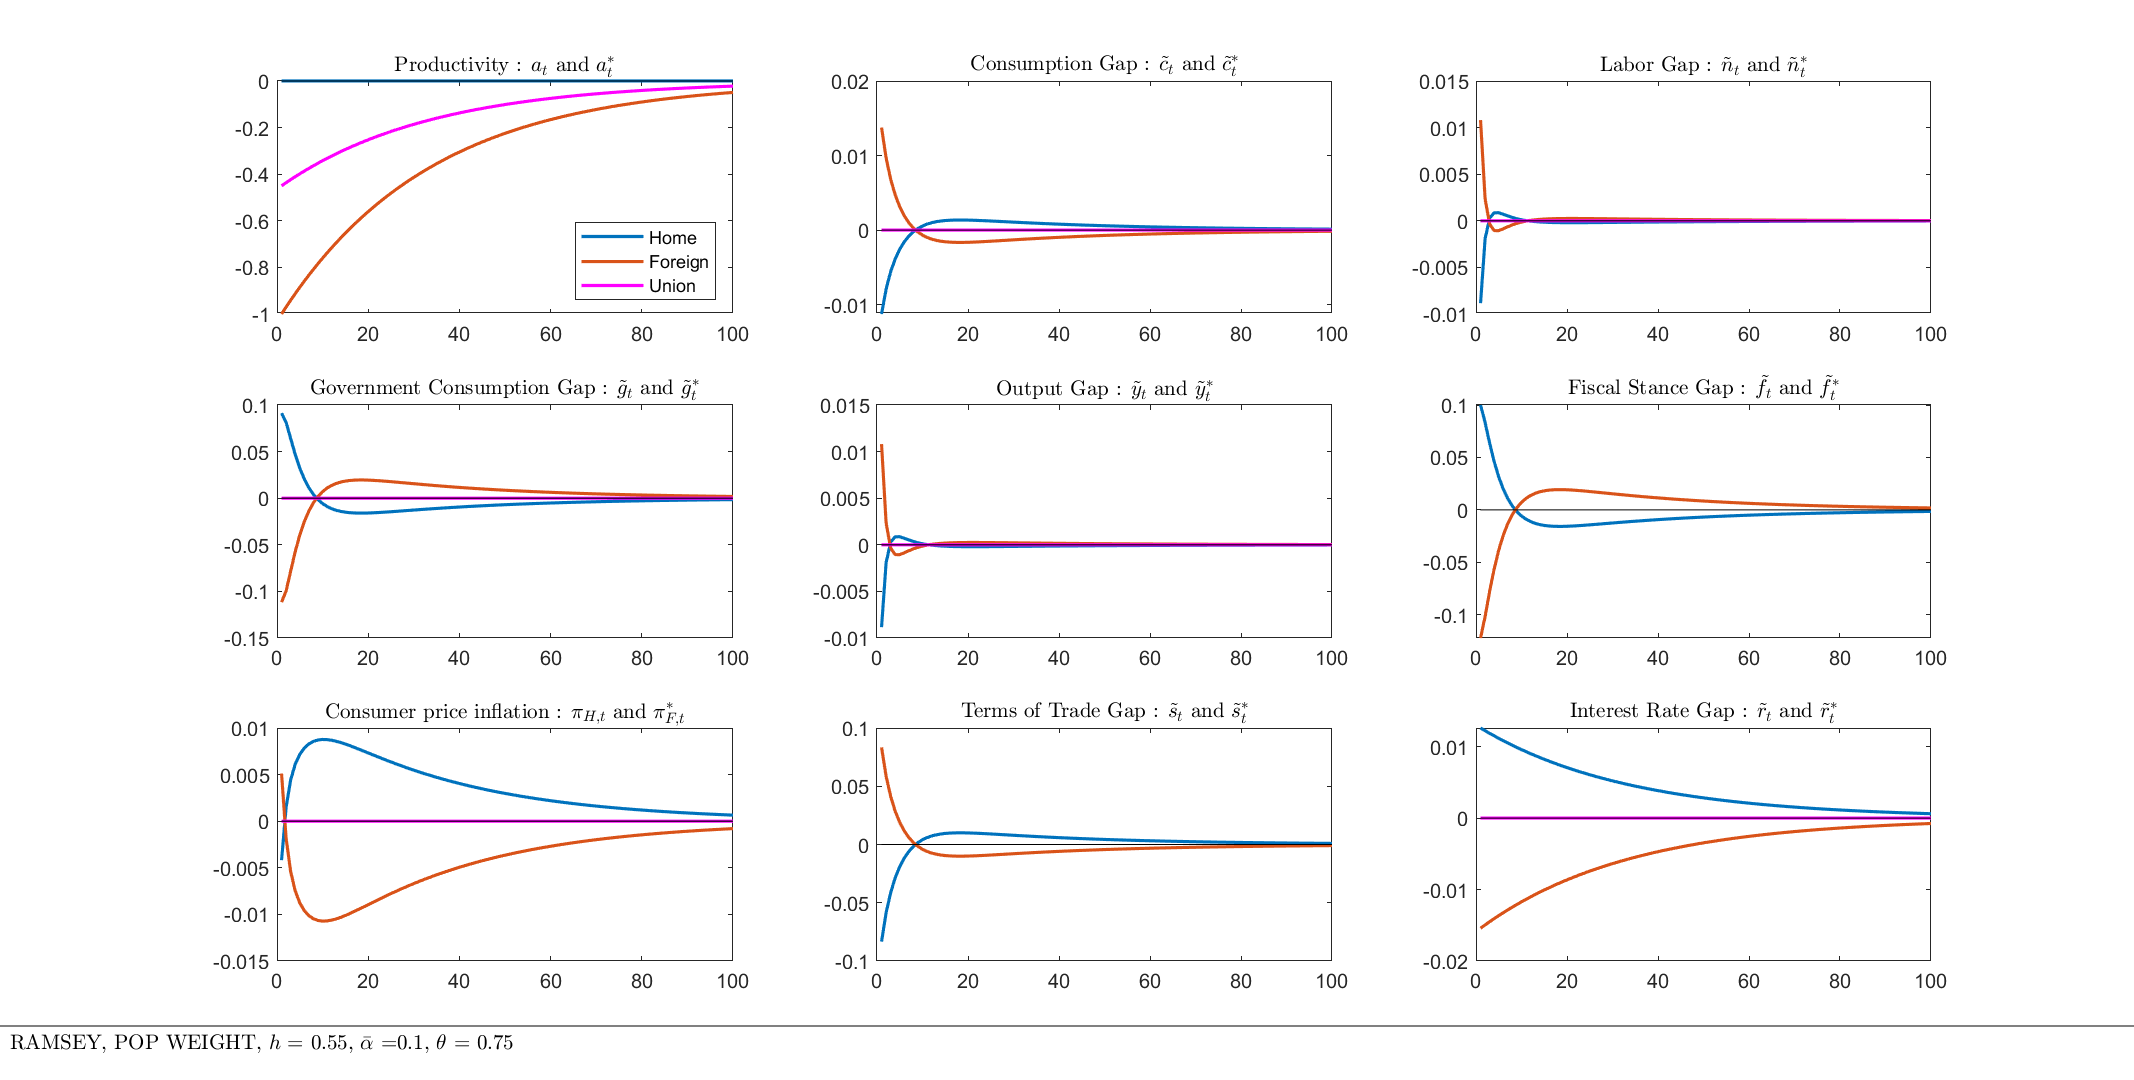 Productivity : a_t and a_t^*
0
-0.2
-0.4
-0.6
-0.8
-1
0 20 40 60 80 100
Home
Foreign
Union
Consumption Gap : c̃_t and c̃_t^*
0.02
0.01
0
-0.01
0 20 40 60 80 100
Labor Gap : ñ_t and ñ_t^*
0.015
0.01
0.005
0
-0.005
-0.01
0 20 40 60 80 100
Government Consumption Gap : g̃_t and g̃_t^*
0.1
0.05
0
-0.05
-0.1
-0.15
0 20 40 60 80 100
Output Gap : ỹ_t and ỹ_t^*
0.015
0.01
0.005
0
-0.005
-0.01
0 20 40 60 80 100
Fiscal Stance Gap : f̃_t and f̃_t^*
0.1
0.05
0
-0.05
-0.1
0 20 40 60 80 100
Consumer price inflation : π_{H,t} and π_{F,t}^*
0.01
0.005
0
-0.005
-0.01
-0.015
0 20 40 60 80 100
Terms of Trade Gap : s̃_t and s̃_t^*
0.1
0.05
0
-0.05
-0.1
0 20 40 60 80 100
Interest Rate Gap : r̃_t and r̃_t^*
0.01
0
-0.01
-0.02
0 20 40 60 80 100
RAMSEY, POP WEIGHT, h = 0.55, ᾱ =0.1, θ = 0.75